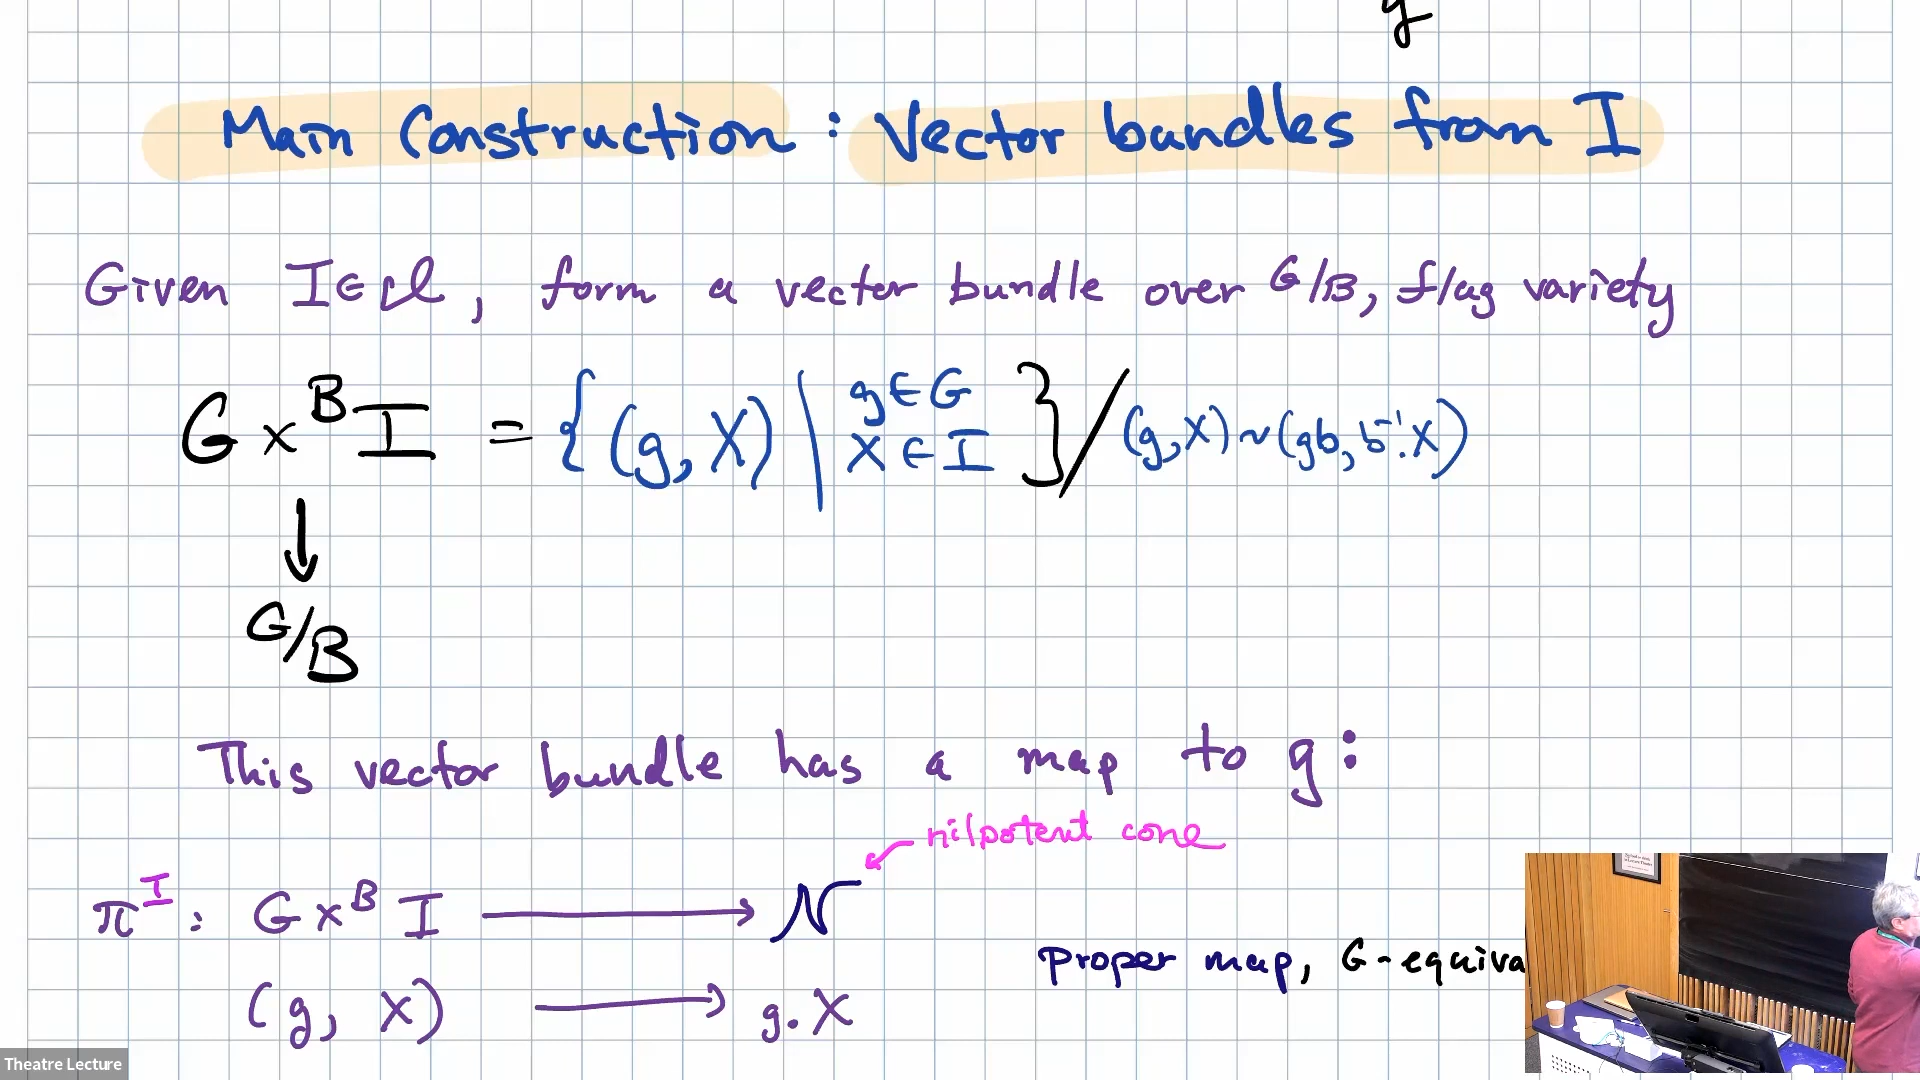 y
Main Construction : Vector bundles from I
Given I ∈ 𝓘, form a vector bundle over G/B, flag variety
G ×ᴮ I = { (g, X) | g ∈ G X ∈ I } / (g, X) ~ (gb, b⁻¹.X)
↓
G/B
This vector bundle has a map to g :
nilpotent cone
π^I : G ×ᴮ I ⟶ 𝒩
proper map, G-equiva
(g, X) ⟶ g. X
Theatre Lecture